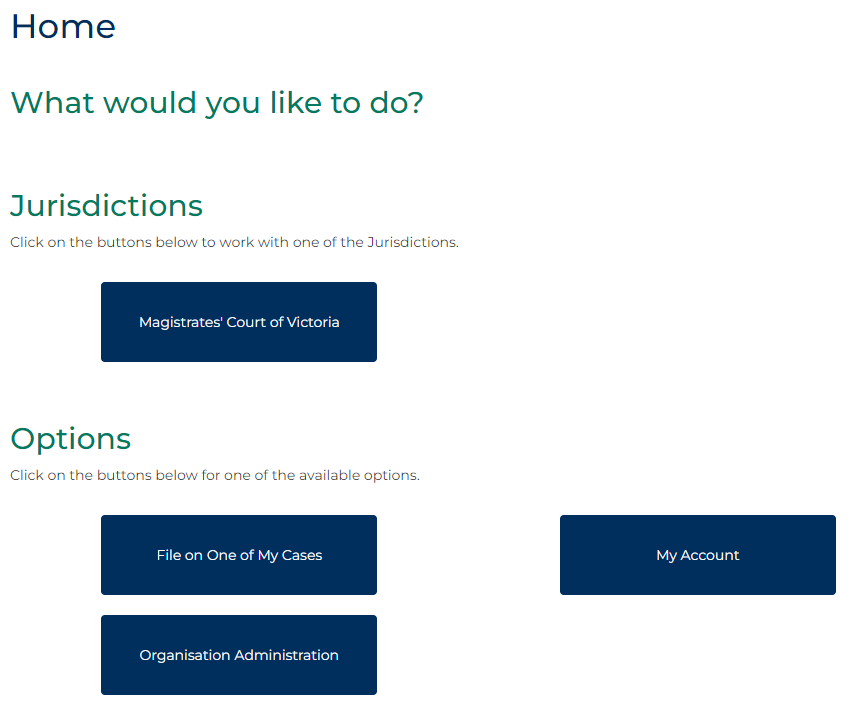 Home
What would you like to do?
Jurisdictions
Click on the buttons below to work with one of the Jurisdictions.
Magistrates' Court of Victoria
Options
Click on the buttons below for one of the available options.
File on One of My Cases
My Account
Organisation Administration